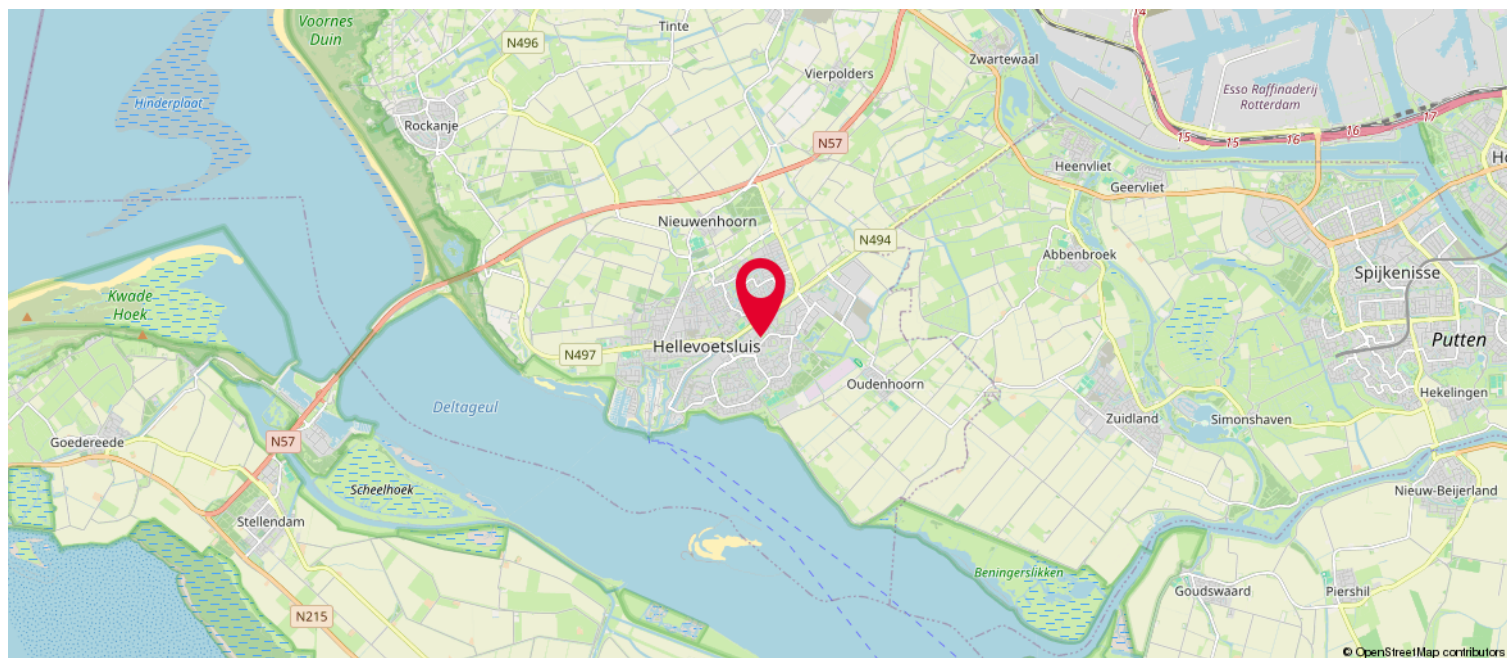 Voornes
Duin
Tinte
14
N496
Zwartewaal
Vierpolders
Hinderplaat
Esso Raffinaderij
Rotterdam
Rockanje
N57
15
15
16
16
17
Heenvliet
Geervliet
Nieuwenhoorn
N494
Abbenbroek
Spijkenisse
Kwade
Hoek
Hellevoetsluis
N497
Putten
Oudenhoorn
Hekelingen
Deltageul
Zuidland
Simonshaven
Goedereede
N57
Scheelhoek
Nieuw-Beijerland
Stellendam
Beningerslikken
Goudswaard
Piershil
N215
© OpenStreetMap contributors